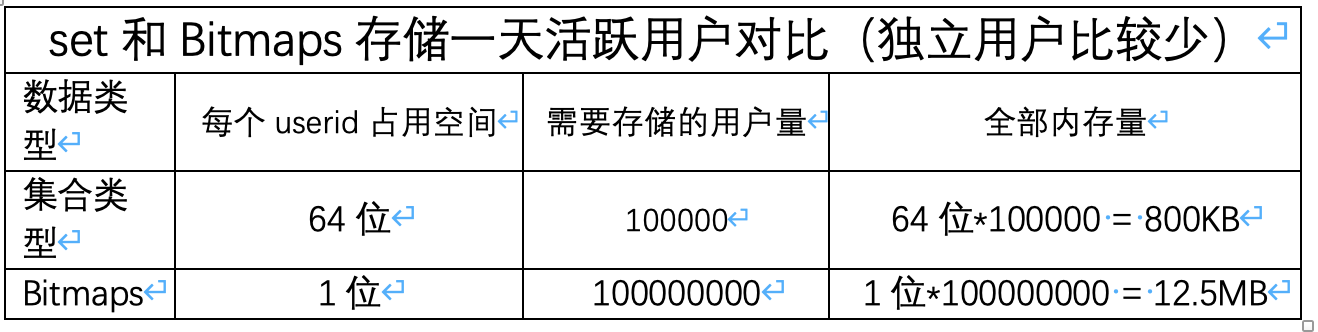 set 和 Bitmaps 存储一天活跃用户对比（独立用户比较少）
数据类
型
每个 userid 占用空间
需要存储的用户量
全部内存量
集合类
型
64 位
100000
64 位*100000 = 800KB
Bitmaps
1 位
100000000
1 位*100000000 = 12.5MB